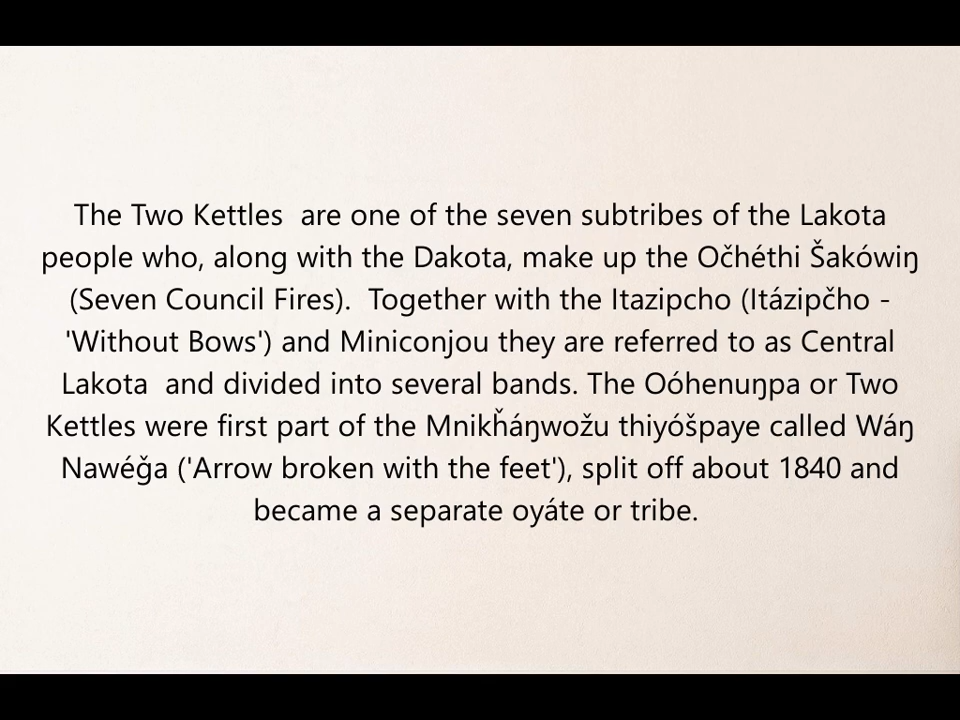 The Two Kettles  are one of the seven subtribes of the Lakota
people who, along with the Dakota, make up the Očhéthi Šakówiŋ
(Seven Council Fires).  Together with the Itazipcho (Itázipčho -
'Without Bows') and Miniconjou they are referred to as Central
Lakota  and divided into several bands. The Oóhenuŋpa or Two
Kettles were first part of the Mnikȟáŋwožu thiyóšpaye called Wáŋ
Nawéǧa ('Arrow broken with the feet'), split off about 1840 and
became a separate oyáte or tribe.